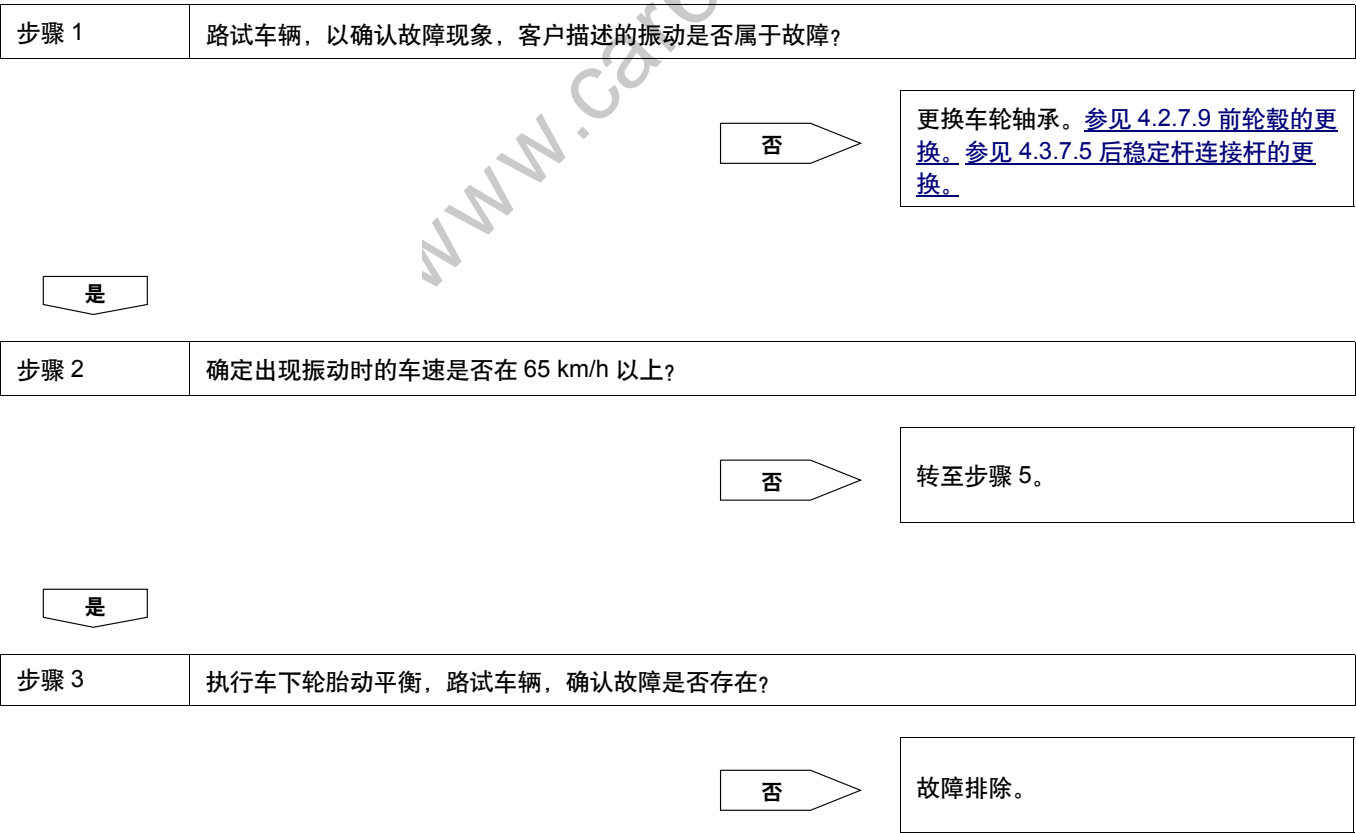 步骤 1
路试车辆，以确认故障现象，客户描述的振动是否属于故障？
否
更换车轮轴承。参见 4.2.7.9 前轮毂的更
换。参见 4.3.7.5 后稳定杆连接杆的更
换。
是
步骤 2
确定出现振动时的车速是否在 65 km/h 以上？
否
转至步骤 5。
是
步骤 3
执行车下轮胎动平衡，路试车辆，确认故障是否存在？
否
故障排除。